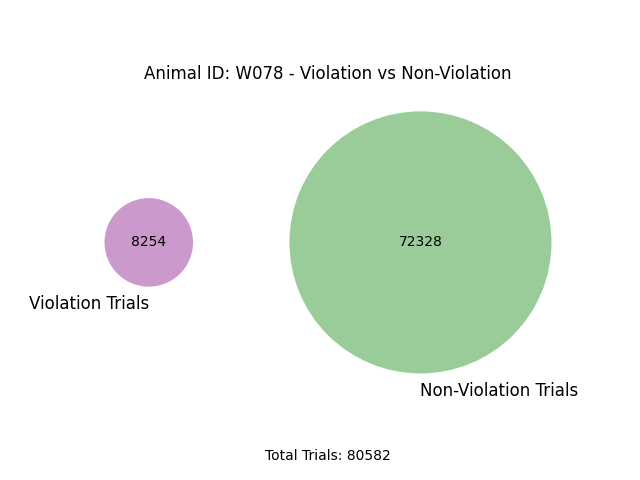 Animal ID: W078 - Violation vs Non-Violation
8254
72328
Violation Trials
Non-Violation Trials
Total Trials: 80582